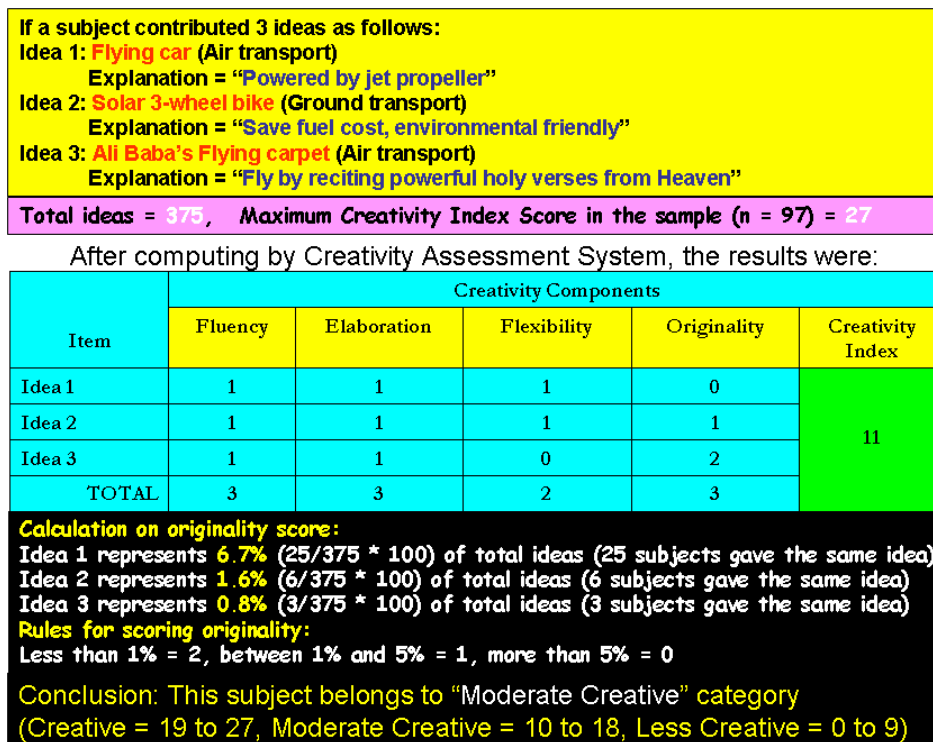 If a subject contributed 3 ideas as follows:
Idea 1: Flying car (Air transport)
Explanation = “Powered by jet propeller”
Idea 2: Solar 3-wheel bike (Ground transport)
Explanation = “Save fuel cost, environmental friendly”
Idea 3: Ali Baba’s Flying carpet (Air transport)
Explanation = “Fly by reciting powerful holy verses from Heaven”
Total ideas = 375, Maximum Creativity Index Score in the sample (n = 97) = 27
After computing by Creativity Assessment System, the results were:
Creativity Components
Item Fluency Elaboration Flexibility Originality Creativity Index
Idea 1 1 1 1 0
Idea 2 1 1 1 1
11
Idea 3 1 1 0 2
TOTAL 3 3 2 3
Calculation on originality score:
Idea 1 represents 6.7% (25/375 * 100) of total ideas (25 subjects gave the same idea)
Idea 2 represents 1.6% (6/375 * 100) of total ideas (6 subjects gave the same idea)
Idea 3 represents 0.8% (3/375 * 100) of total ideas (3 subjects gave the same idea)
Rules for scoring originality:
Less than 1% = 2, between 1% and 5% = 1, more than 5% = 0
Conclusion: This subject belongs to “Moderate Creative” category
(Creative = 19 to 27, Moderate Creative = 10 to 18, Less Creative = 0 to 9)